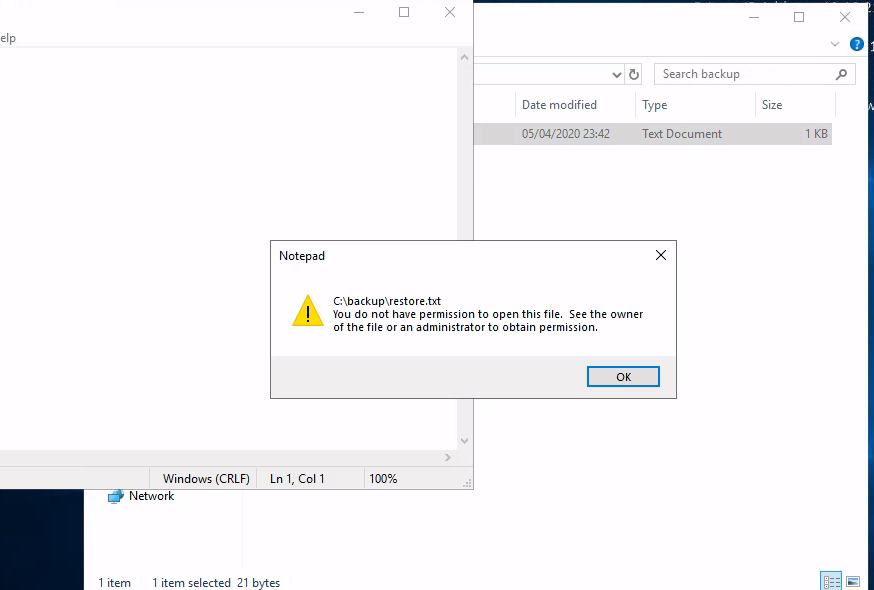 elp
Search backup
Date modified
Type
Size
05/04/2020 23:42
Text Document
1 KB
Notepad
C:\backup\restore.txt
You do not have permission to open this file. See the owner
of the file or an administrator to obtain permission.
OK
Windows (CRLF)
Ln 1, Col 1
100%
Network
1 item
1 item selected 21 bytes